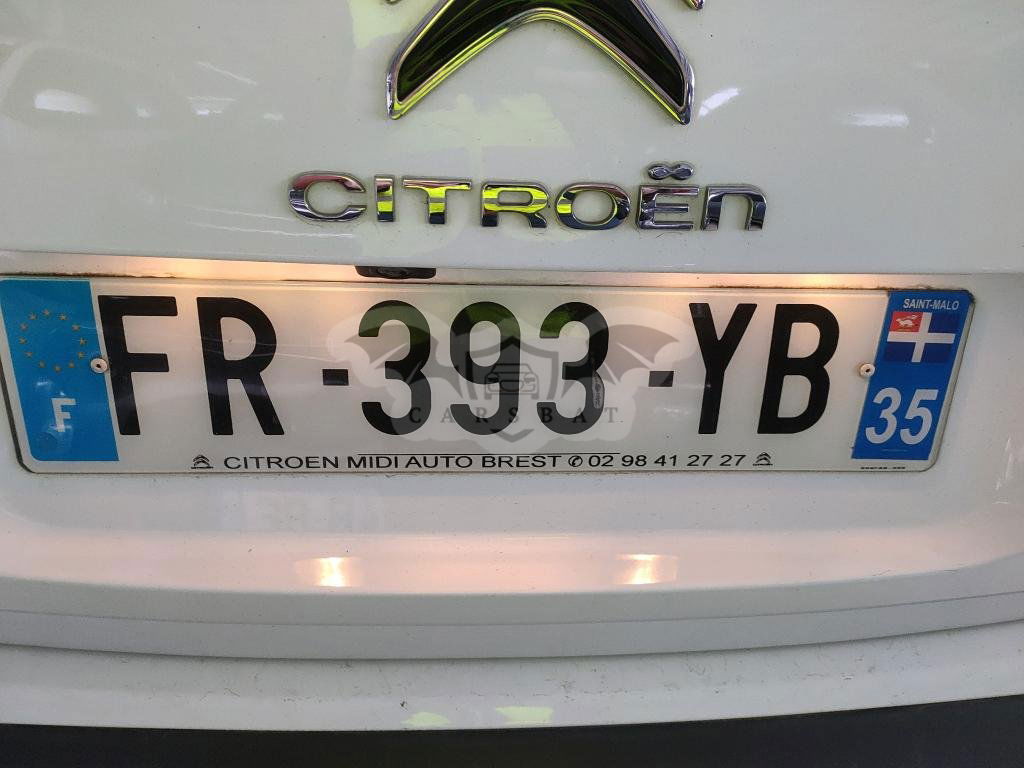 CITROËN
FR-393-YB
F
SAINT-MALO
35
CARSBAT
CITROEN MIDI AUTO BREST ✆ 02 98 41 27 27